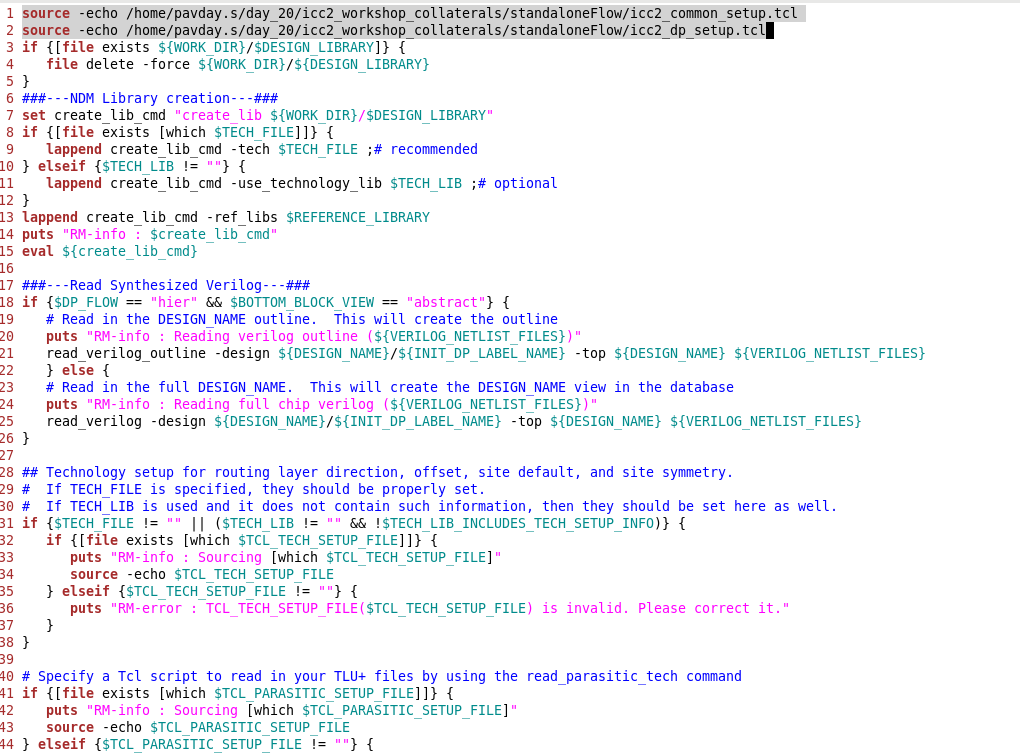 1 source -echo /home/pavday.s/day_20/icc2_workshop_collaterals/standaloneFlow/icc2_common_setup.tcl
2 source -echo /home/pavday.s/day_20/icc2_workshop_collaterals/standaloneFlow/icc2_dp_setup.tcl
3 if {[file exists ${WORK_DIR}/$DESIGN_LIBRARY]} {
4    file delete -force ${WORK_DIR}/${DESIGN_LIBRARY}
5 }
6 ###---NDM Library creation---###
7 set create_lib_cmd "create_lib ${WORK_DIR}/$DESIGN_LIBRARY"
8 if {[file exists [which $TECH_FILE]]} {
9    lappend create_lib_cmd -tech $TECH_FILE ;# recommended
10 } elseif {$TECH_LIB != ""} {
11    lappend create_lib_cmd -use_technology_lib $TECH_LIB ;# optional
12 }
13 lappend create_lib_cmd -ref_libs $REFERENCE_LIBRARY
14 puts "RM-info : $create_lib_cmd"
15 eval ${create_lib_cmd}
16
17 ###---Read Synthesized Verilog---###
18 if {$DP_FLOW == "hier" && $BOTTOM_BLOCK_VIEW == "abstract"} {
19    # Read in the DESIGN_NAME outline.  This will create the outline
20    puts "RM-info : Reading verilog outline (${VERILOG_NETLIST_FILES})"
21    read_verilog_outline -design ${DESIGN_NAME}/${INIT_DP_LABEL_NAME} -top ${DESIGN_NAME} ${VERILOG_NETLIST_FILES}
22    } else {
23    # Read in the full DESIGN_NAME.  This will create the DESIGN_NAME view in the database
24    puts "RM-info : Reading full chip verilog (${VERILOG_NETLIST_FILES})"
25    read_verilog -design ${DESIGN_NAME}/${INIT_DP_LABEL_NAME} -top ${DESIGN_NAME} ${VERILOG_NETLIST_FILES}
26 }
27
28 ## Technology setup for routing layer direction, offset, site default, and site symmetry.
29 #  If TECH_FILE is specified, they should be properly set.
30 #  If TECH_LIB is used and it does not contain such information, then they should be set here as well.
31 if {$TECH_FILE != "" || ($TECH_LIB != "" && !$TECH_LIB_INCLUDES_TECH_SETUP_INFO)} {
32    if {[file exists [which $TCL_TECH_SETUP_FILE]]} {
33       puts "RM-info : Sourcing [which $TCL_TECH_SETUP_FILE]"
34       source -echo $TCL_TECH_SETUP_FILE
35    } elseif {$TCL_TECH_SETUP_FILE != ""} {
36       puts "RM-error : TCL_TECH_SETUP_FILE($TCL_TECH_SETUP_FILE) is invalid. Please correct it."
37    }
38 }
39
40 # Specify a Tcl script to read in your TLU+ files by using the read_parasitic_tech command
41 if {[file exists [which $TCL_PARASITIC_SETUP_FILE]]} {
42    puts "RM-info : Sourcing [which $TCL_PARASITIC_SETUP_FILE]"
43    source -echo $TCL_PARASITIC_SETUP_FILE
44 } elseif {$TCL_PARASITIC_SETUP_FILE != ""} {